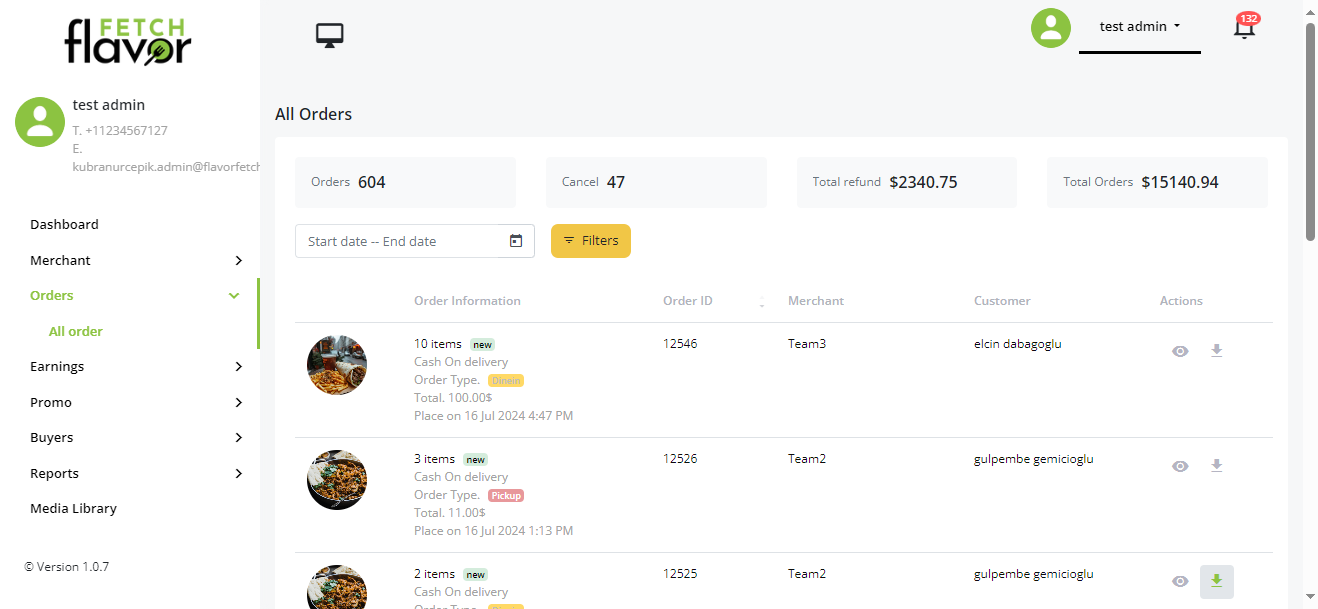 FETCH
flavor
test admin
132
test admin
T. +11234567127
E.
kubranurcepik.admin@flavorfetch
All Orders
Orders 604
Cancel 47
Total refund $2340.75
Total Orders $15140.94
Start date -- End date
Filters
Dashboard
Merchant
Orders
All order
Earnings
Promo
Buyers
Reports
Media Library
© Version 1.0.7
Order Information Order ID Merchant Customer Actions
10 items new 12546 Team3 elcin dabagoglu
Cash On delivery
Order Type. Dinein
Total. 100.00$
Place on 16 Jul 2024 4:47 PM
3 items new 12526 Team2 gulpembe gemicioglu
Cash On delivery
Order Type. Pickup
Total. 11.00$
Place on 16 Jul 2024 1:13 PM
2 items new 12525 Team2 gulpembe gemicioglu
Cash On delivery
Order Type.